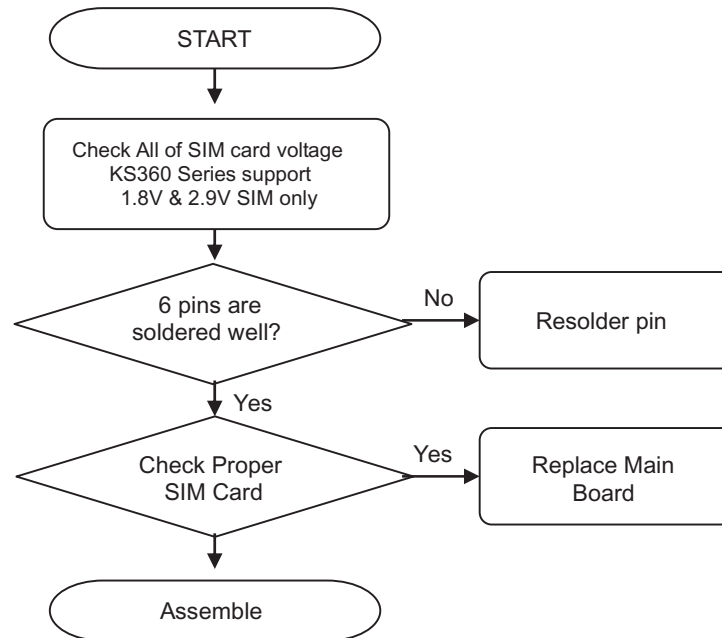 START
Check All of SIM card voltage
KS360 Series support
1.8V & 2.9V SIM only
6 pins are
soldered well?
No
Resolder pin
Yes
Check Proper
SIM Card
Yes
Replace Main
Board
Assemble